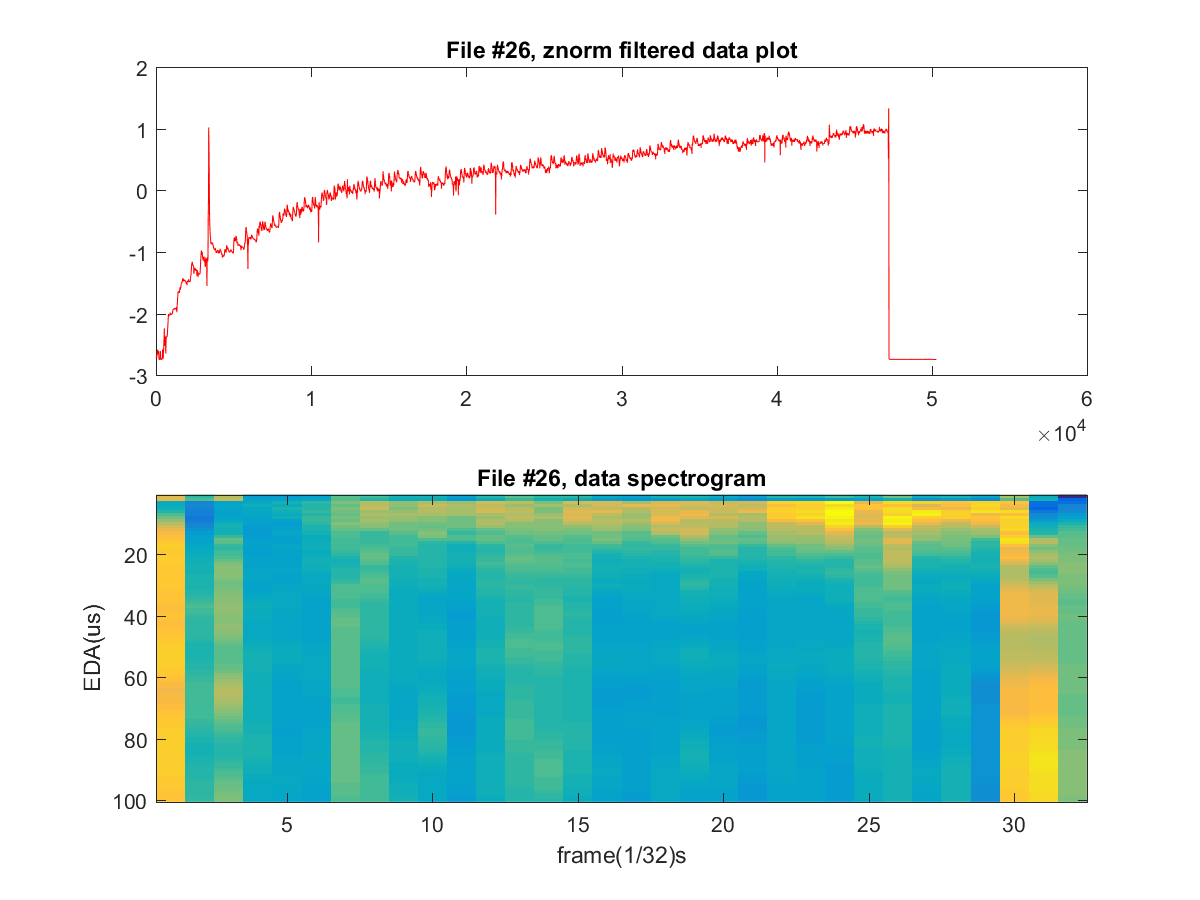 File #26, znorm filtered data plot
2
1
0
-1
-2
-3
0 1 2 3 4 5 6
×10^4
File #26, data spectrogram
20
40
60
80
100
EDA(us)
5 10 15 20 25 30
frame(1/32)s